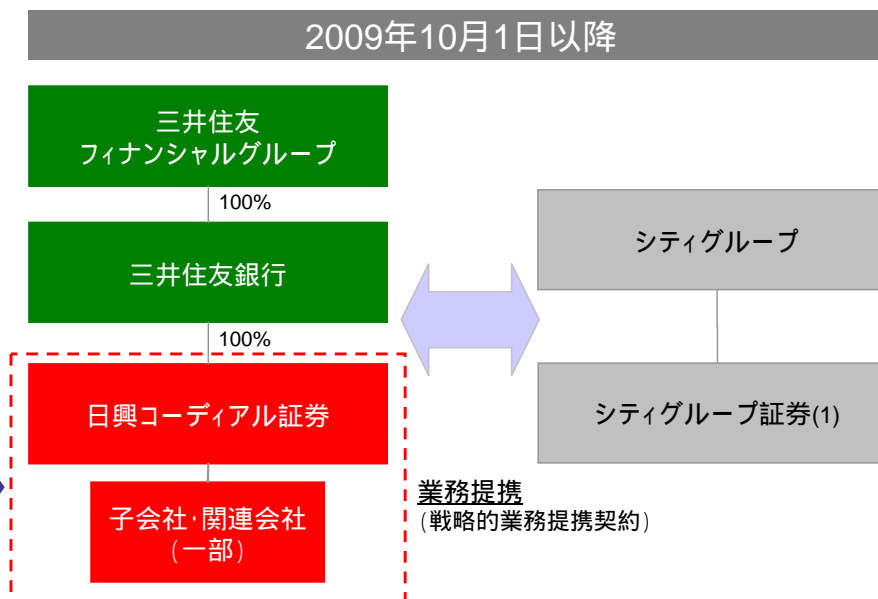 2009年10月1日以降
三井住友
フィナンシャルグループ
100%
三井住友銀行
100%
日興コーディアル証券
子会社・関連会社
(一部)
シティグループ
シティグループ証券(1)
業務提携
(戦略的業務提携契約)